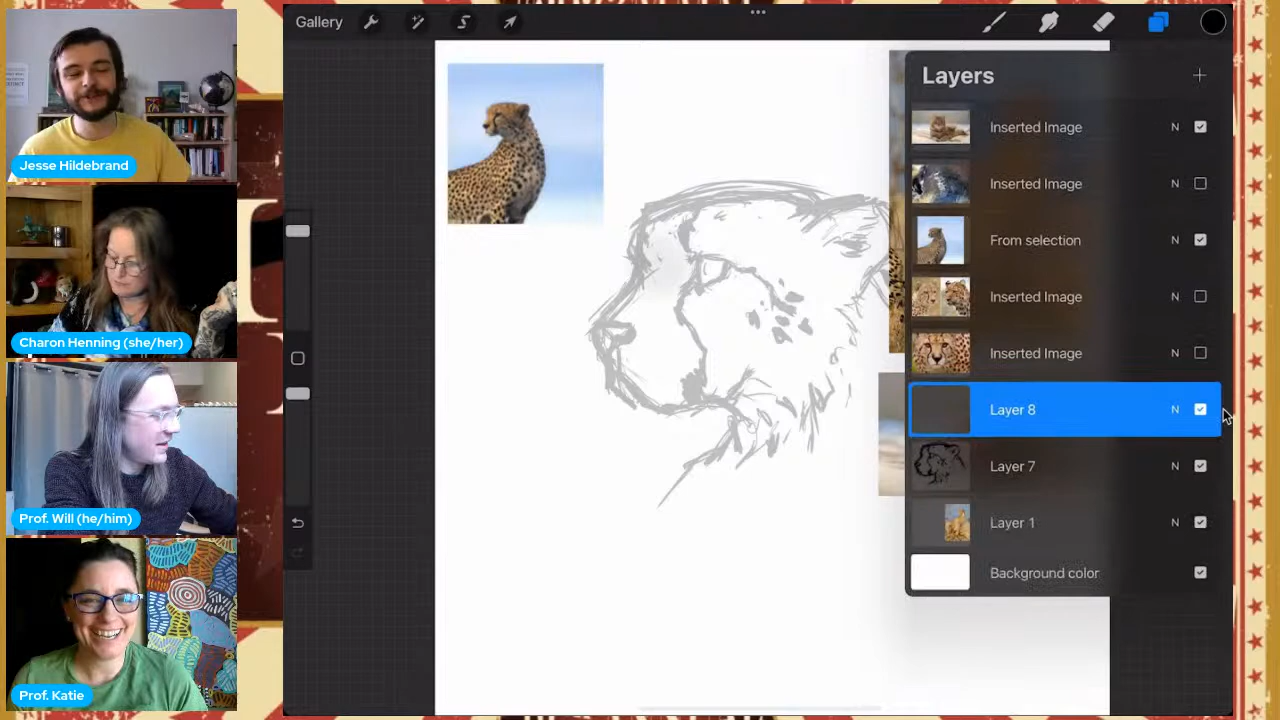 Jesse Hildebrand
Charon Henning (she/her)
Prof. Will (he/him)
Prof. Katie
Gallery
Layers
Inserted Image N
Inserted Image N
From selection N
Inserted Image N
Inserted Image N
Layer 8 N
Layer 7 N
Layer 1 N
Background color